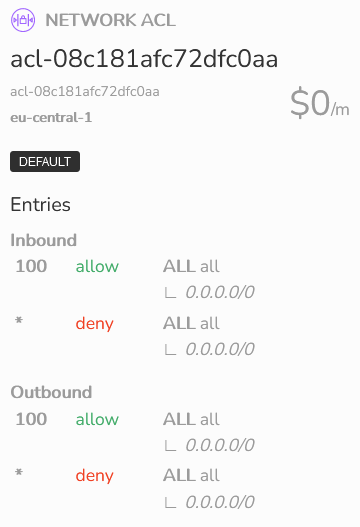 NETWORK ACL
acl-08c181afc72dfc0aa
acl-08c181afc72dfc0aa
$0/m
eu-central-1
DEFAULT
Entries
Inbound
100 allow ALL all
0.0.0.0/0
* deny ALL all
0.0.0.0/0
Outbound
100 allow ALL all
0.0.0.0/0
* deny ALL all
0.0.0.0/0